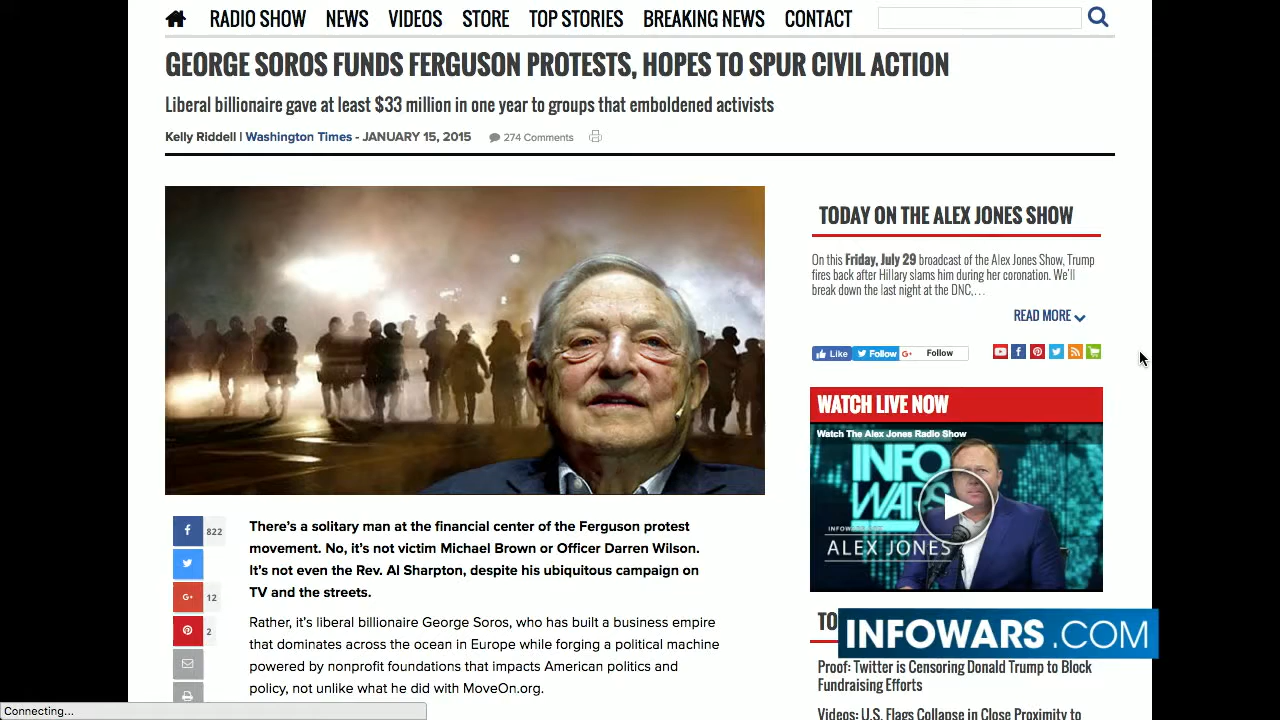 RADIO SHOW NEWS VIDEOS STORE TOP STORIES BREAKING NEWS CONTACT
GEORGE SOROS FUNDS FERGUSON PROTESTS, HOPES TO SPUR CIVIL ACTION
Liberal billionaire gave at least $33 million in one year to groups that emboldened activists
Kelly Riddell | Washington Times - JANUARY 15, 2015 274 Comments
There's a solitary man at the financial center of the Ferguson protest
movement. No, it's not victim Michael Brown or Officer Darren Wilson.
It's not even the Rev. Al Sharpton, despite his ubiquitous campaign on
TV and the streets.
Rather, it's liberal billionaire George Soros, who has built a business empire
that dominates across the ocean in Europe while forging a political machine
powered by nonprofit foundations that impacts American politics and
policy, not unlike what he did with MoveOn.org.
822
G+ 12
2
TODAY ON THE ALEX JONES SHOW
On this Friday, July 29 broadcast of the Alex Jones Show, Trump
fires back after Hillary slams him during her coronation. We'll
break down the last night at the DNC,...
READ MORE
Like Follow G+ Follow
WATCH LIVE NOW
Watch The Alex Jones Radio Show
INFO
WARS
ALEX JONES
INFOWARS.COM
Proof: Twitter is Censoring Donald Trump to Block
Fundraising Efforts
Videos: U.S. Flags Collapse in Close Proximity to
Connecting...